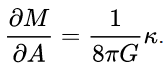 ∂M/∂A = 1/(8πG) κ.